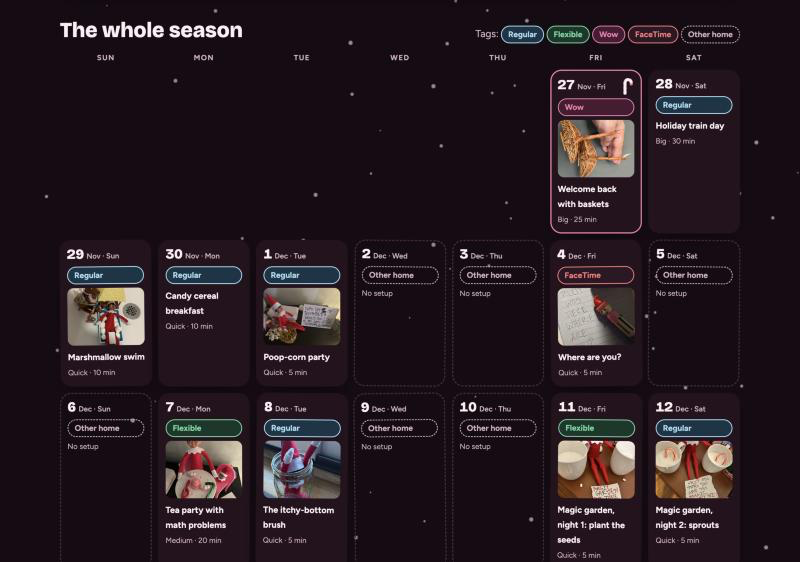 The whole season
Tags: Regular Flexible Wow FaceTime Other home
SUN MON TUE WED THU FRI SAT
27 Nov · Fri
Wow
Welcome back
with baskets
Big · 25 min
28 Nov · Sat
Regular
Holiday train day
Big · 30 min
29 Nov · Sun
Regular
Marshmallow swim
Quick · 10 min
30 Nov · Mon
Regular
Candy cereal
breakfast
Quick · 10 min
1 Dec · Tue
Regular
Poop-corn party
Quick · 5 min
2 Dec · Wed
Other home
No setup
3 Dec · Thu
Other home
No setup
4 Dec · Fri
FaceTime
Where are you?
Quick · 5 min
5 Dec · Sat
Other home
No setup
6 Dec · Sun
Other home
No setup
7 Dec · Mon
Flexible
Tea party with
math problems
Medium · 20 min
8 Dec · Tue
Regular
The itchy-bottom
brush
Quick · 5 min
9 Dec · Wed
Other home
No setup
10 Dec · Thu
Other home
No setup
11 Dec · Fri
Flexible
Magic garden,
night 1: plant the
seeds
Quick · 5 min
12 Dec · Sat
Regular
Magic garden,
night 2: sprouts
Quick · 5 min